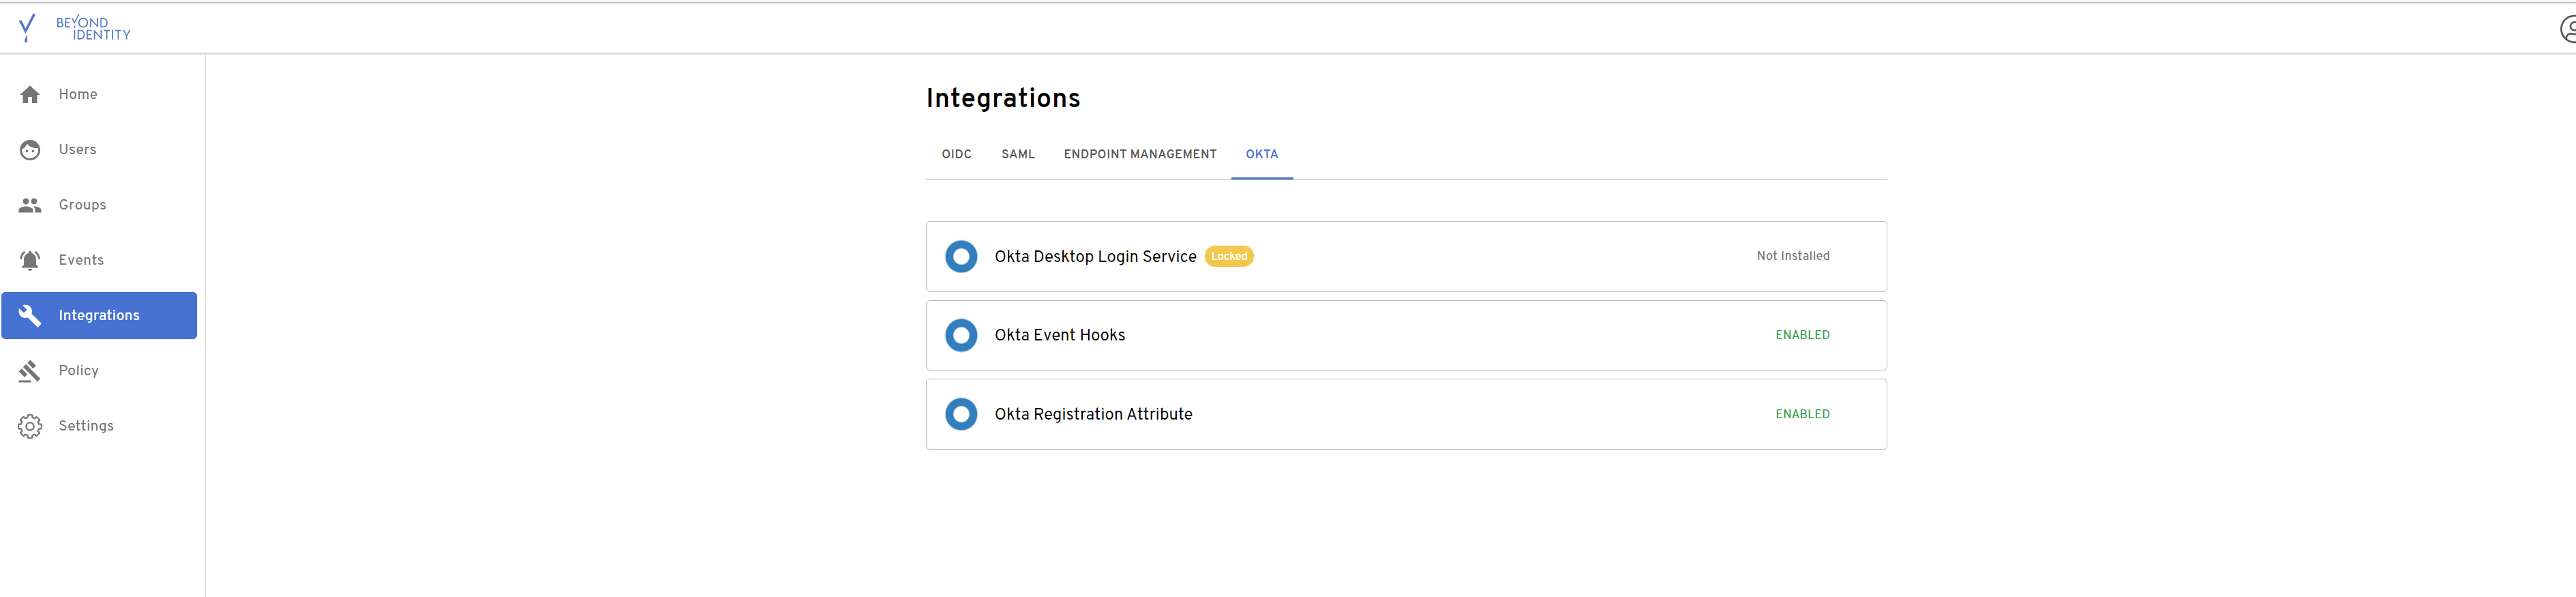 BEYOND
IDENTITY
Home
Users
Groups
Events
Integrations
Policy
Settings
Integrations
OIDC SAML ENDPOINT MANAGEMENT OKTA
Okta Desktop Login Service Locked Not Installed
Okta Event Hooks ENABLED
Okta Registration Attribute ENABLED